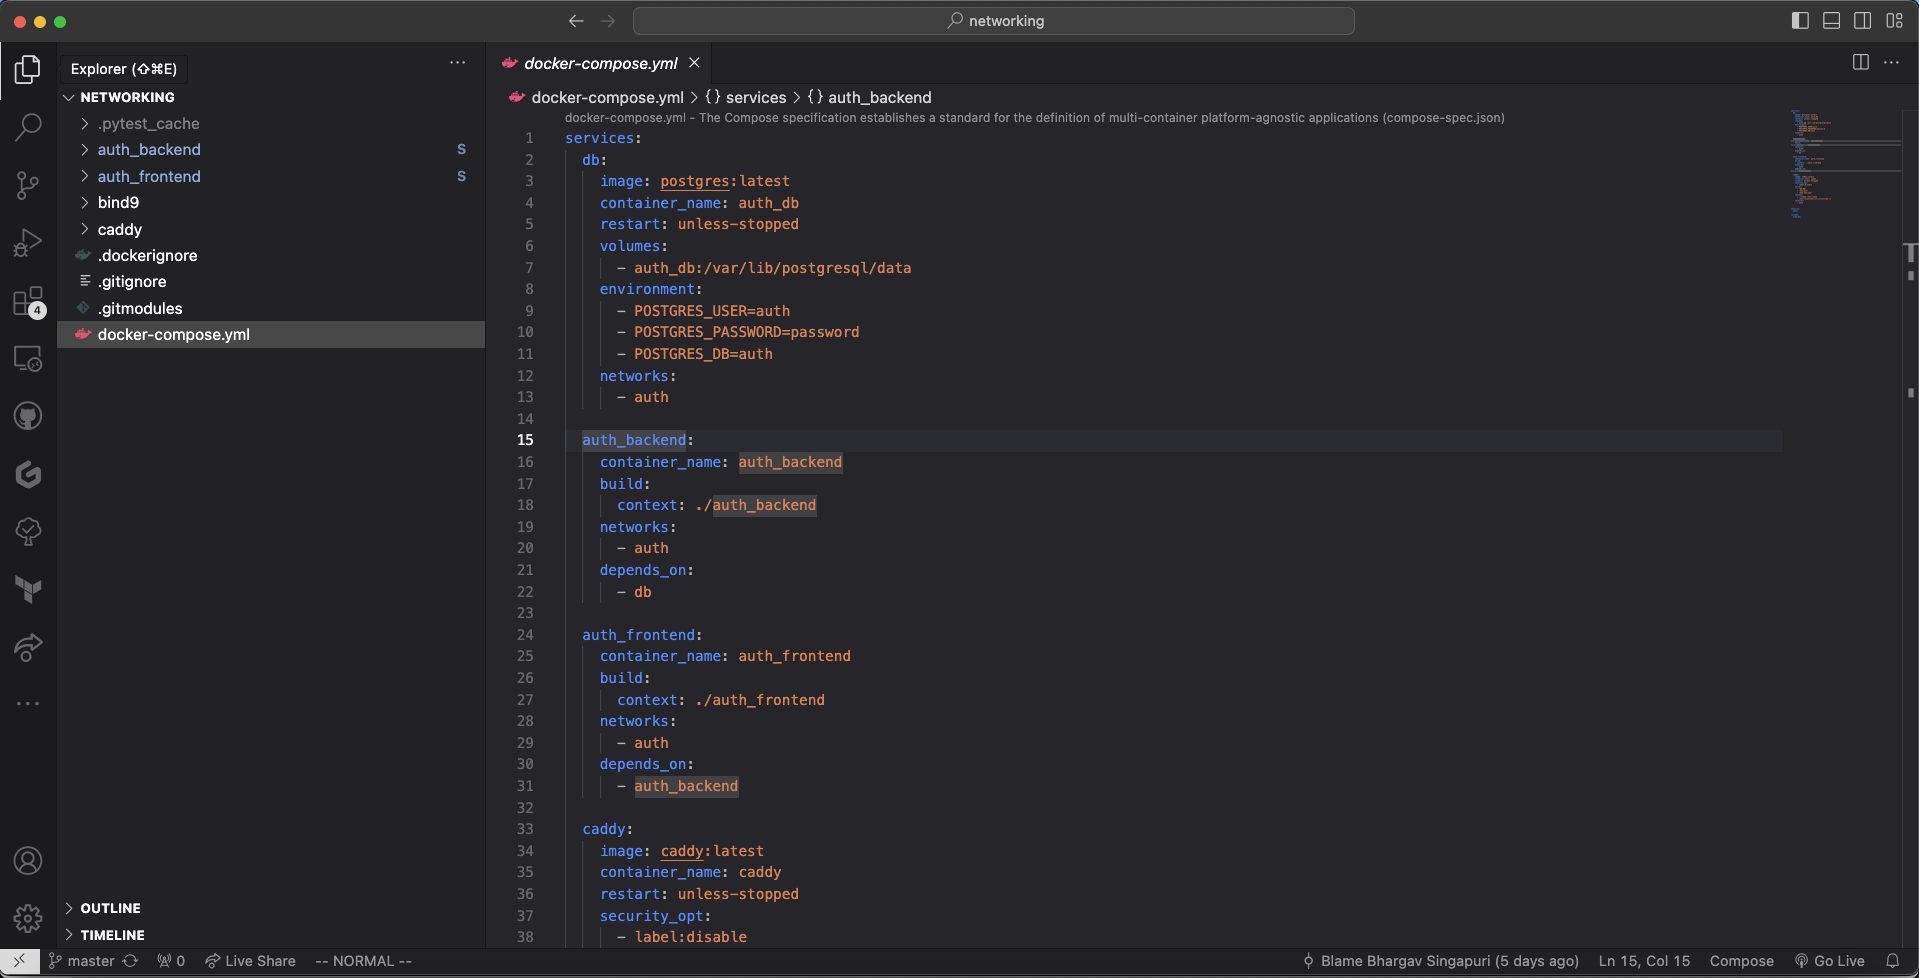 networking
Explorer (⇧⌘E)
NETWORKING
.pytest_cache
auth_backend S
auth_frontend S
bind9
caddy
.dockerignore
.gitignore
.gitmodules
docker-compose.yml
OUTLINE
TIMELINE
4
docker-compose.yml
docker-compose.yml > {} services > {} auth_backend
docker-compose.yml - The Compose specification establishes a standard for the definition of multi-container platform-agnostic applications (compose-spec.json)
1 services:
2 db:
3 image: postgres:latest
4 container_name: auth_db
5 restart: unless-stopped
6 volumes:
7 - auth_db:/var/lib/postgresql/data
8 environment:
9 - POSTGRES_USER=auth
10 - POSTGRES_PASSWORD=password
11 - POSTGRES_DB=auth
12 networks:
13 - auth
14
15 auth_backend:
16 container_name: auth_backend
17 build:
18 context: ./auth_backend
19 networks:
20 - auth
21 depends_on:
22 - db
23
24 auth_frontend:
25 container_name: auth_frontend
26 build:
27 context: ./auth_frontend
28 networks:
29 - auth
30 depends_on:
31 - auth_backend
32
33 caddy:
34 image: caddy:latest
35 container_name: caddy
36 restart: unless-stopped
37 security_opt:
38 - label:disable
master 0 Live Share -- NORMAL -- Blame Bhargav Singapuri (5 days ago) Ln 15, Col 15 Compose Go Live